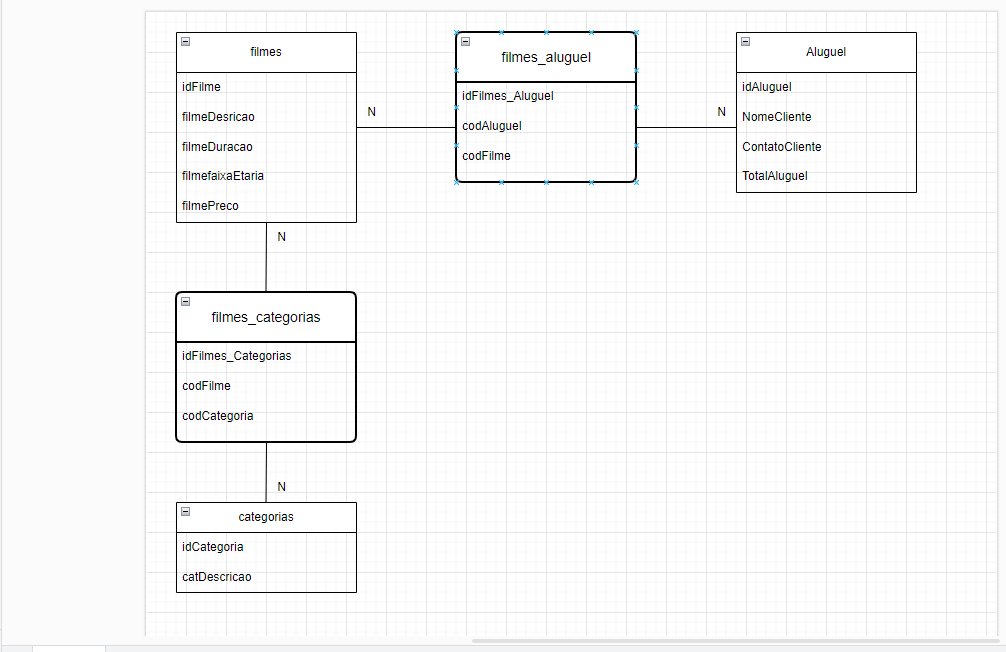 filmes
idFilme
filmeDesricao
filmeDuracao
filmefaixaEtaria
filmePreco
N
filmes_aluguel
idFilmes_Aluguel
codAluguel
codFilme
N
Aluguel
idAluguel
NomeCliente
ContatoCliente
TotalAluguel
N
filmes_categorias
idFilmes_Categorias
codFilme
codCategoria
N
categorias
idCategoria
catDescricao